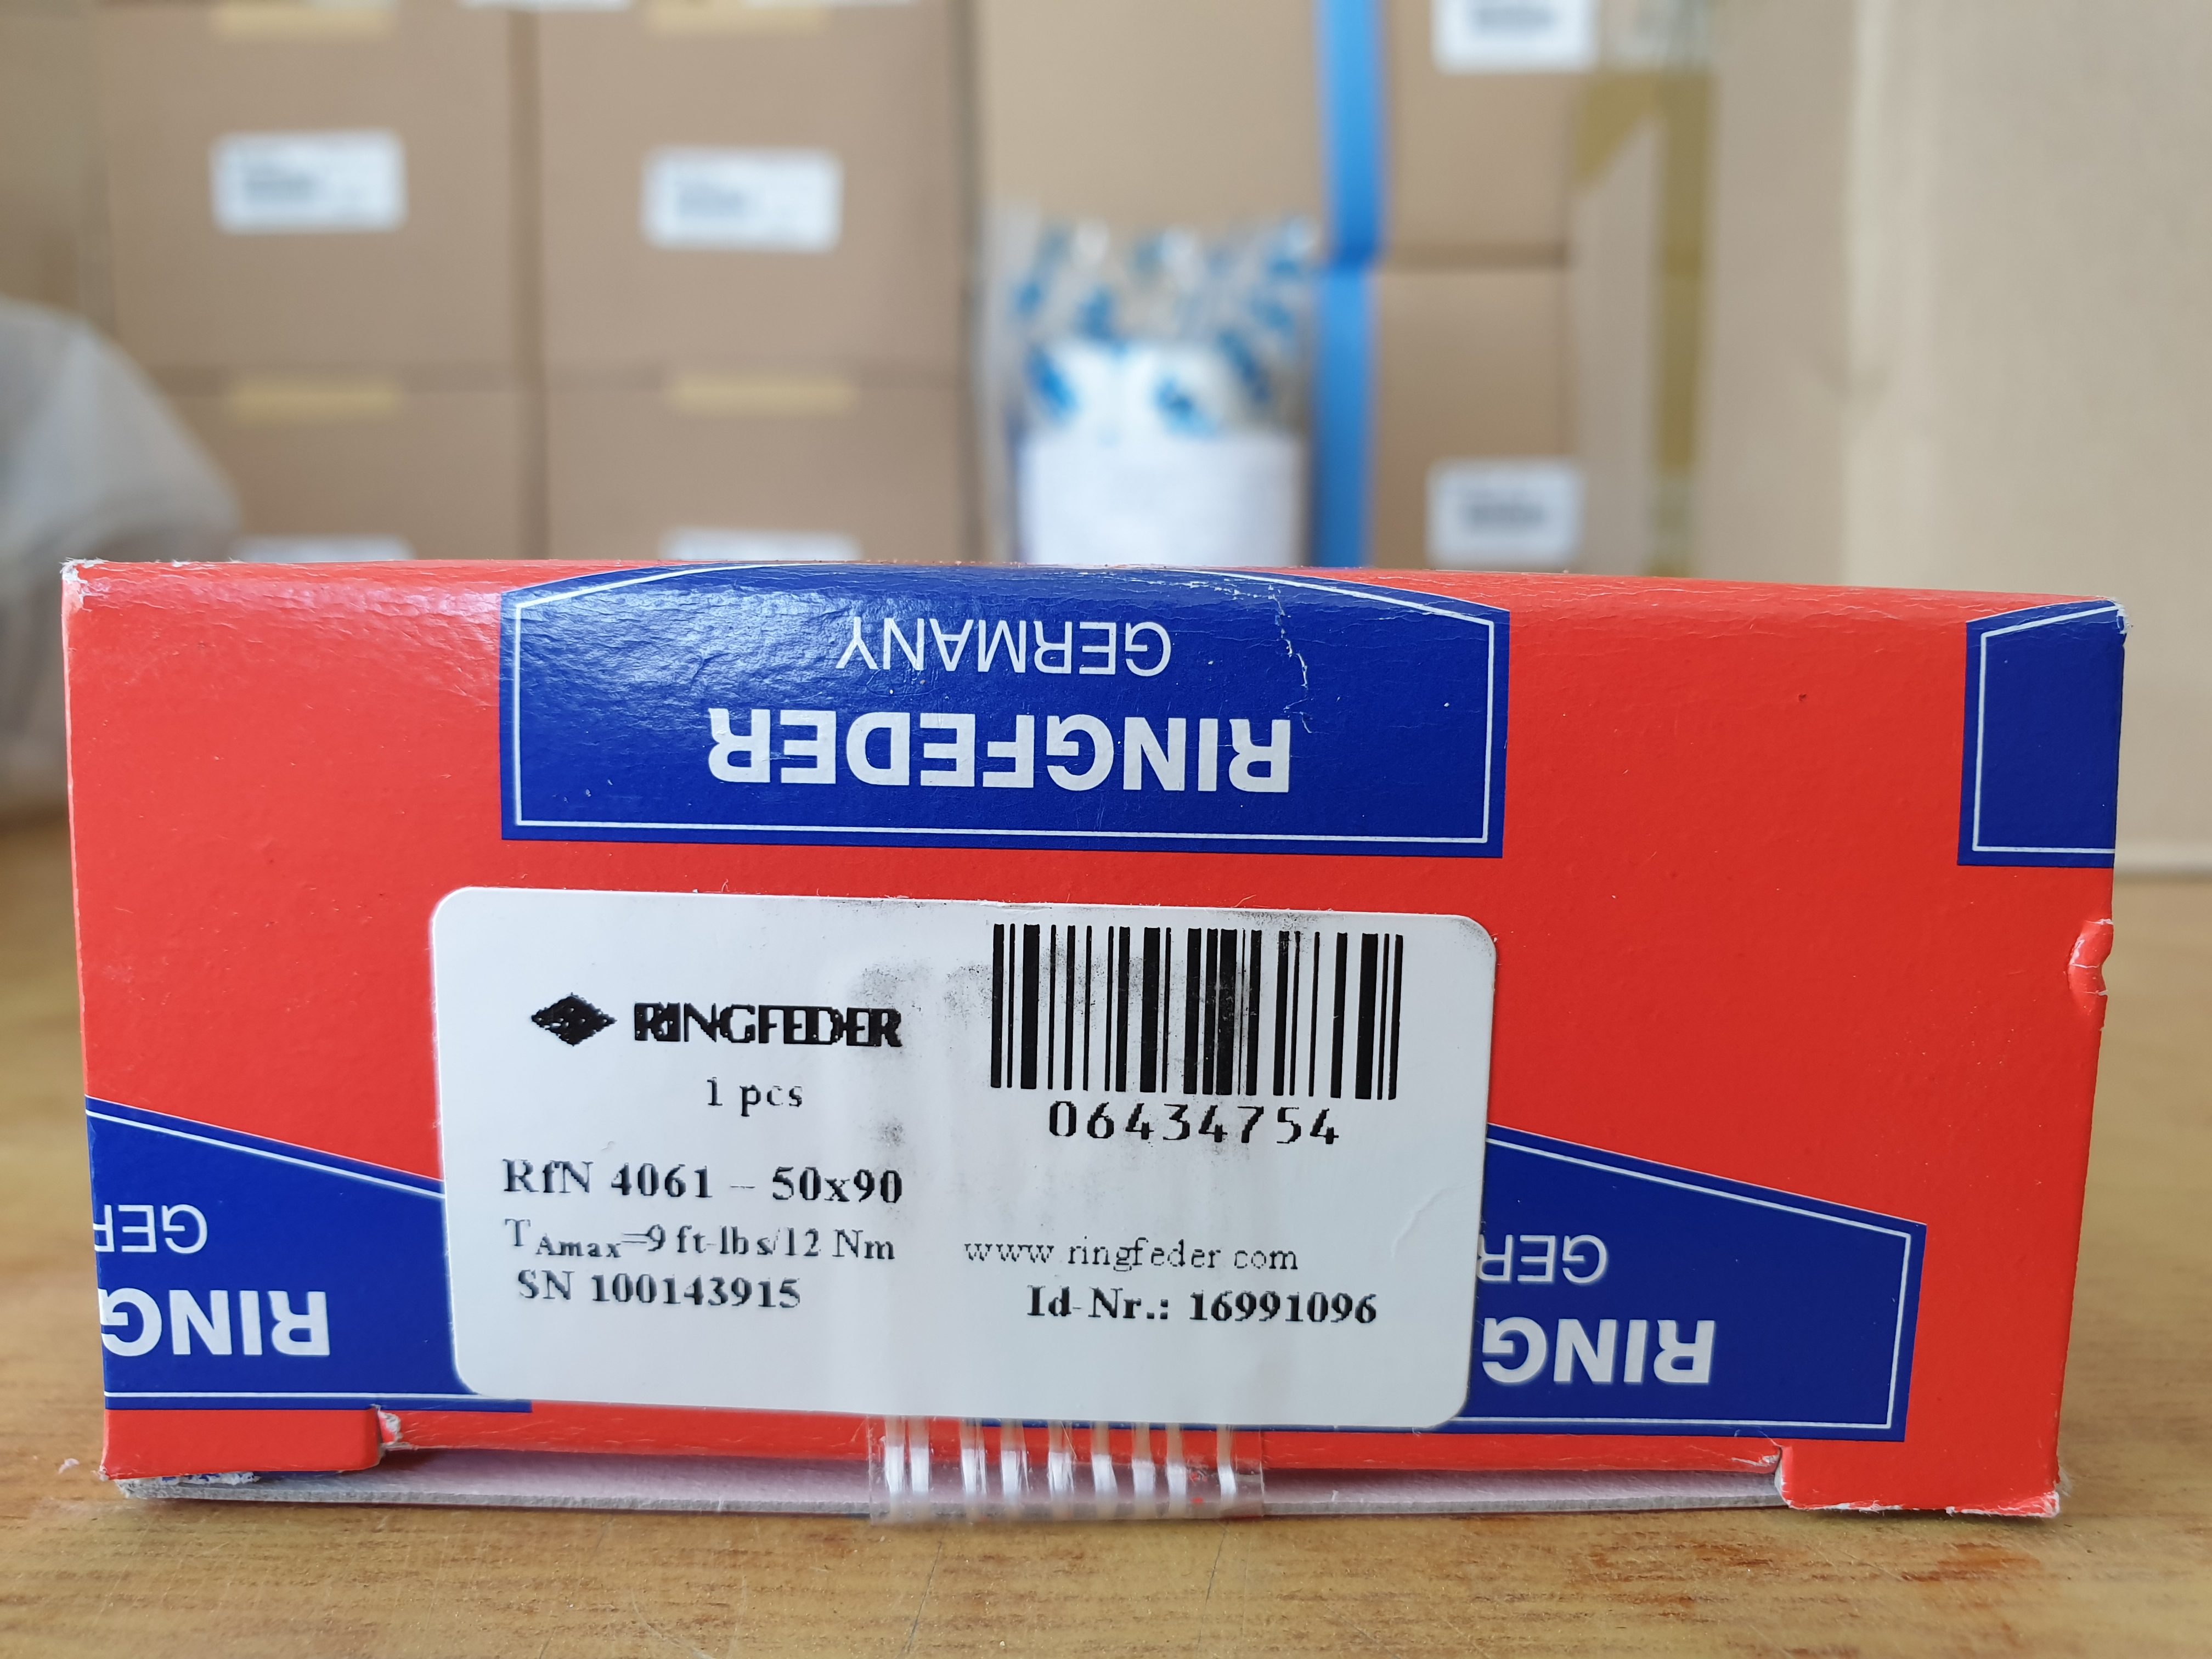 GERMANY
RINGFEDER
RINGFEDER
1 pcs
06434754
RfN 4061 – 50x90
TAmax=9 ft-lbs/12 Nm
www.ringfeder.com
SN 100143915
Id-Nr.: 16991096
GER
RING
GER
RING